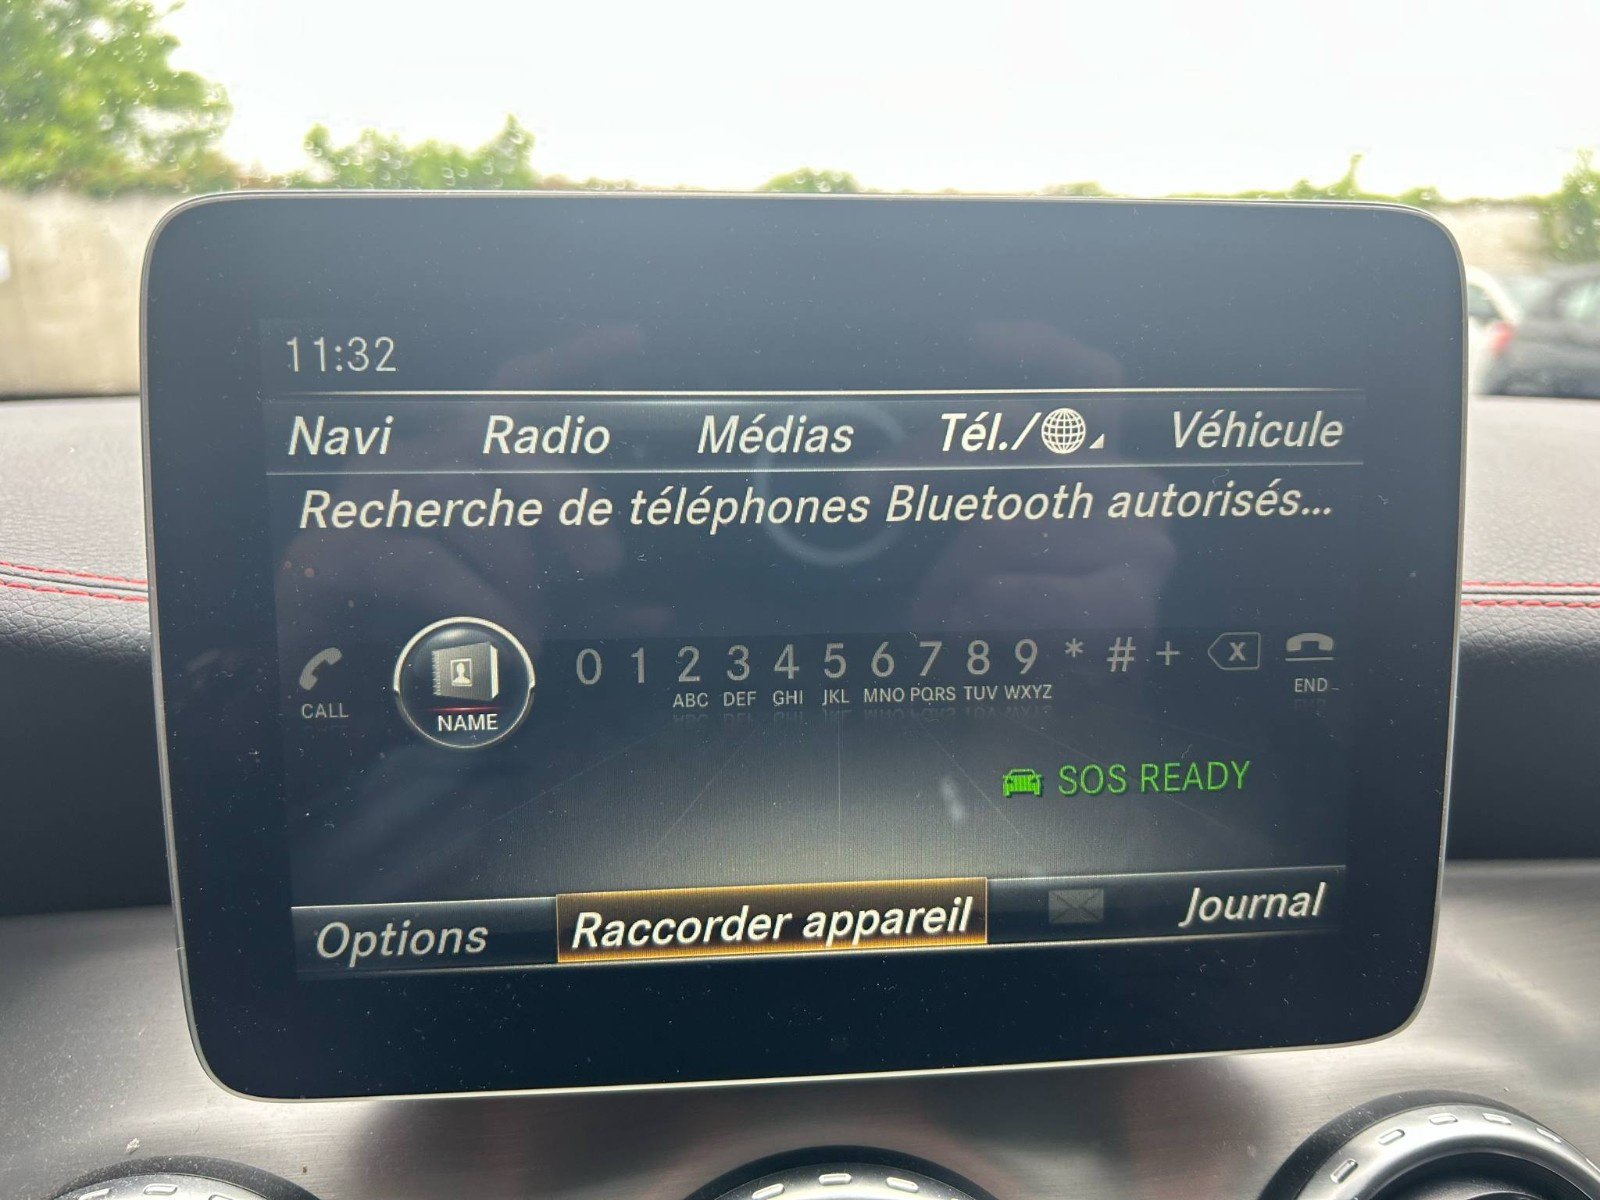 11:32
Navi Radio Médias Tél./ Véhicule
Recherche de téléphones Bluetooth autorisés...
0 1 2 3 4 5 6 7 8 9 * # + x
ABC DEF GHI JKL MNO PQRS TUV WXYZ
CALL NAME END
SOS READY
Options Raccorder appareil Journal